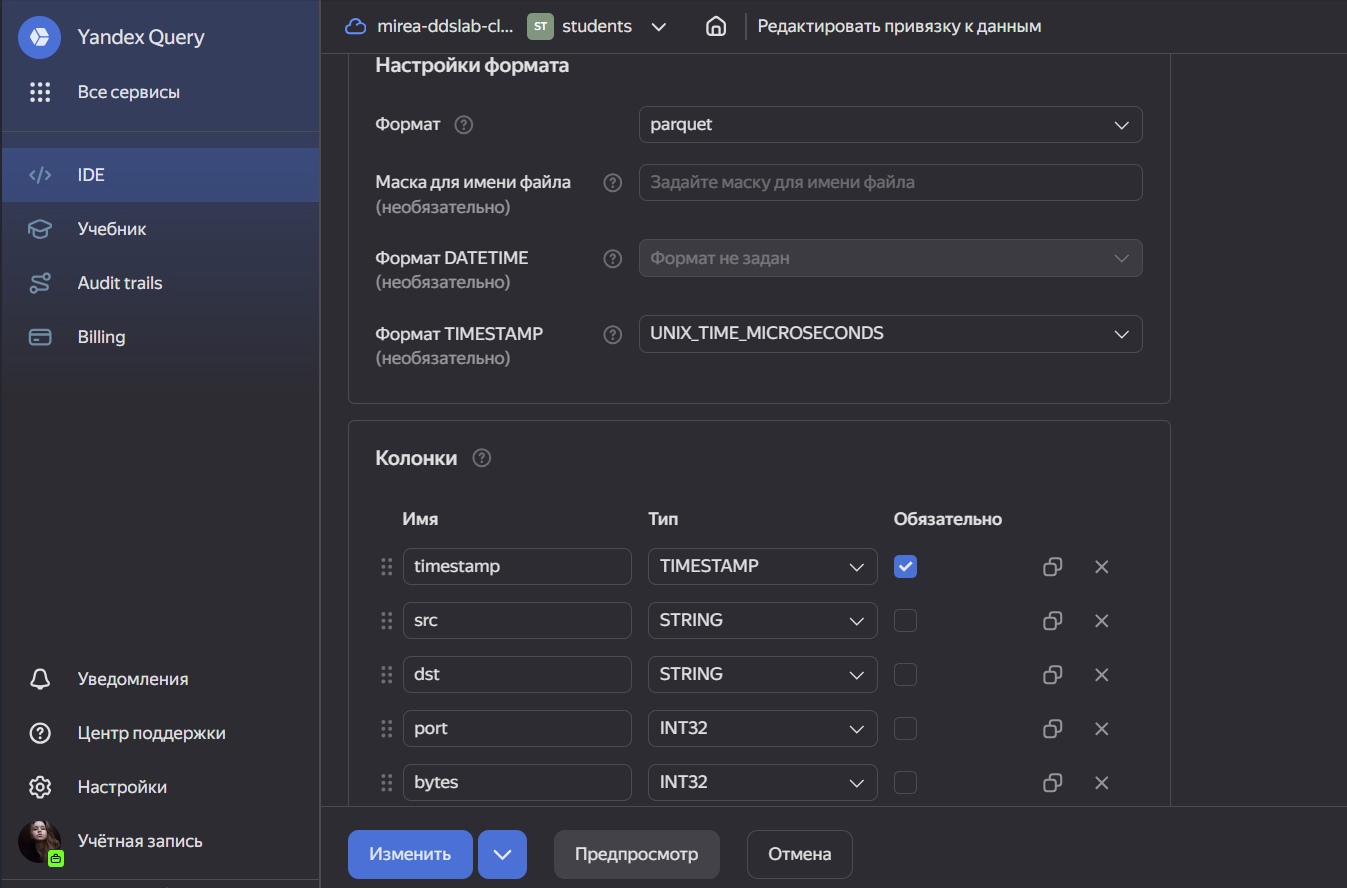 Yandex Query
Все сервисы
IDE
Учебник
Audit trails
Billing
Уведомления
Центр поддержки
Настройки
Учётная запись
mirea-ddslab-cl... ST students Редактировать привязку к данным
Настройки формата
Формат ? parquet
Маска для имени файла ? Задайте маску для имени файла
(необязательно)
Формат DATETIME ? Формат не задан
(необязательно)
Формат TIMESTAMP ? UNIX_TIME_MICROSECONDS
(необязательно)
Колонки ?
Имя Тип Обязательно
timestamp TIMESTAMP
src STRING
dst STRING
port INT32
bytes INT32
Изменить Предпросмотр Отмена